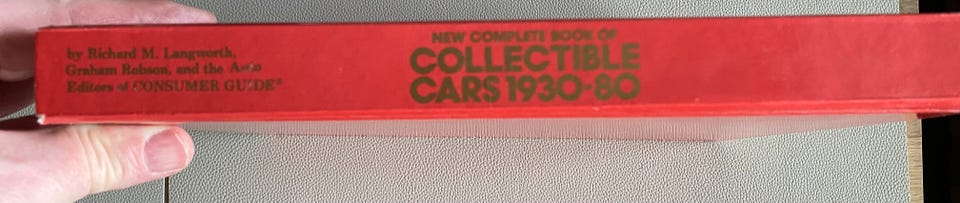 by Richard M. Langworth,
Graham Robson, and the Auto
Editors of CONSUMER GUIDE®
NEW COMPLETE BOOK OF
COLLECTIBLE
CARS 1930-80